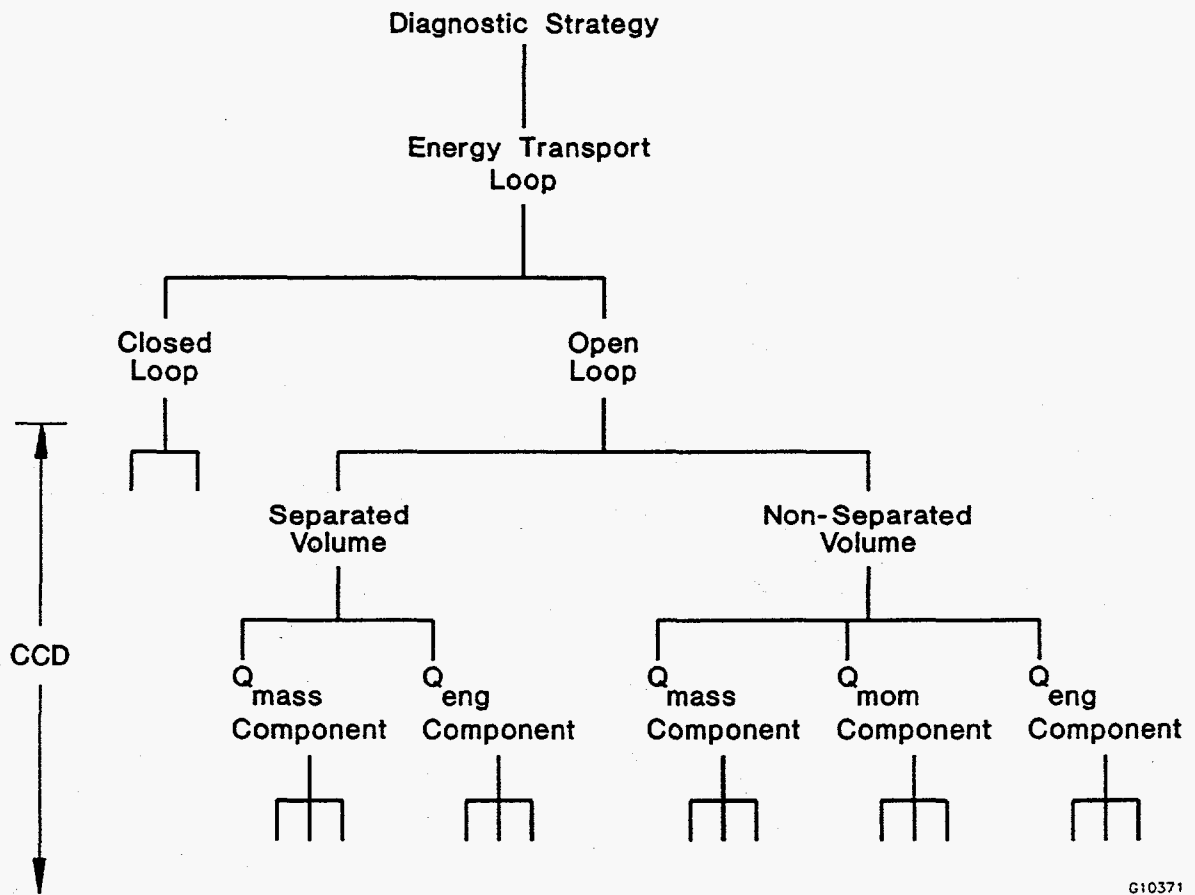 Diagnostic Strategy
Energy Transport
Loop
Closed
Loop
Open
Loop
Separated
Volume
Non-Separated
Volume
CCD
Q mass
Component
Q eng
Component
Q mass
Component
Q mom
Component
Q eng
Component
G10371